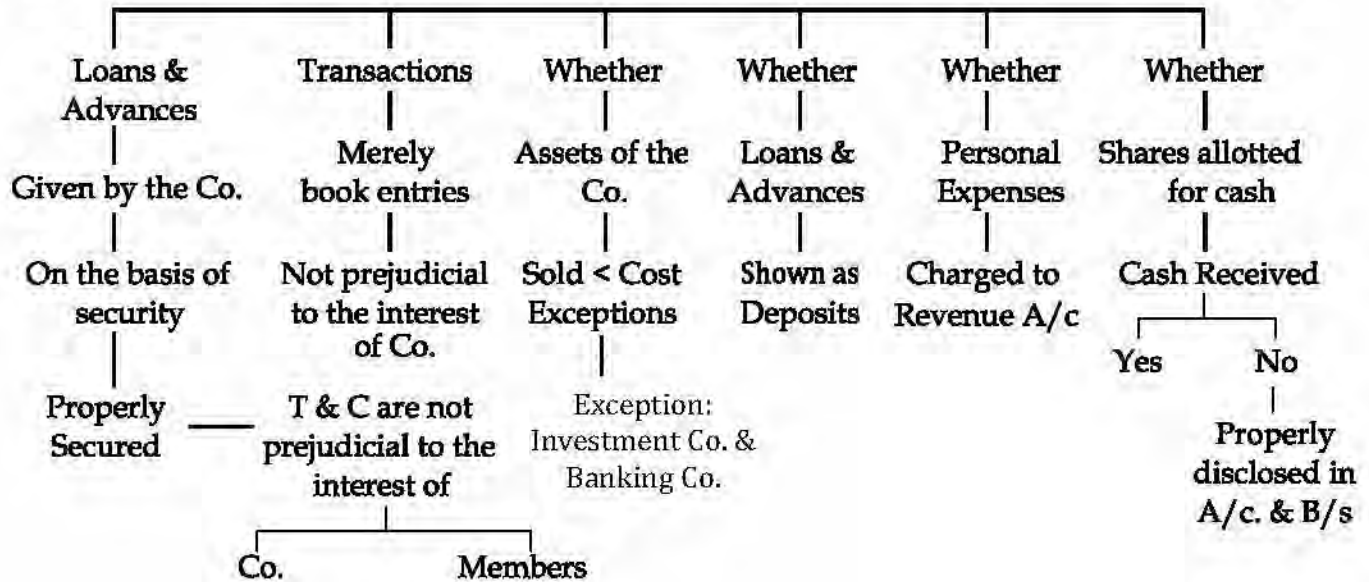 Loans &
Advances
Given by the Co.
On the basis of
security
Properly
Secured
Transactions
Merely
book entries
Not prejudicial
to the interest
of Co.
T & C are not
prejudicial to the
interest of
Co.
Members
Whether
Assets of the
Co.
Sold < Cost
Exceptions
Exception:
Investment Co. &
Banking Co.
Whether
Loans &
Advances
Shown as
Deposits
Whether
Personal
Expenses
Charged to
Revenue A/c
Whether
Shares allotted
for cash
Cash Received
Yes
No
Properly
disclosed in
A/c. & B/s